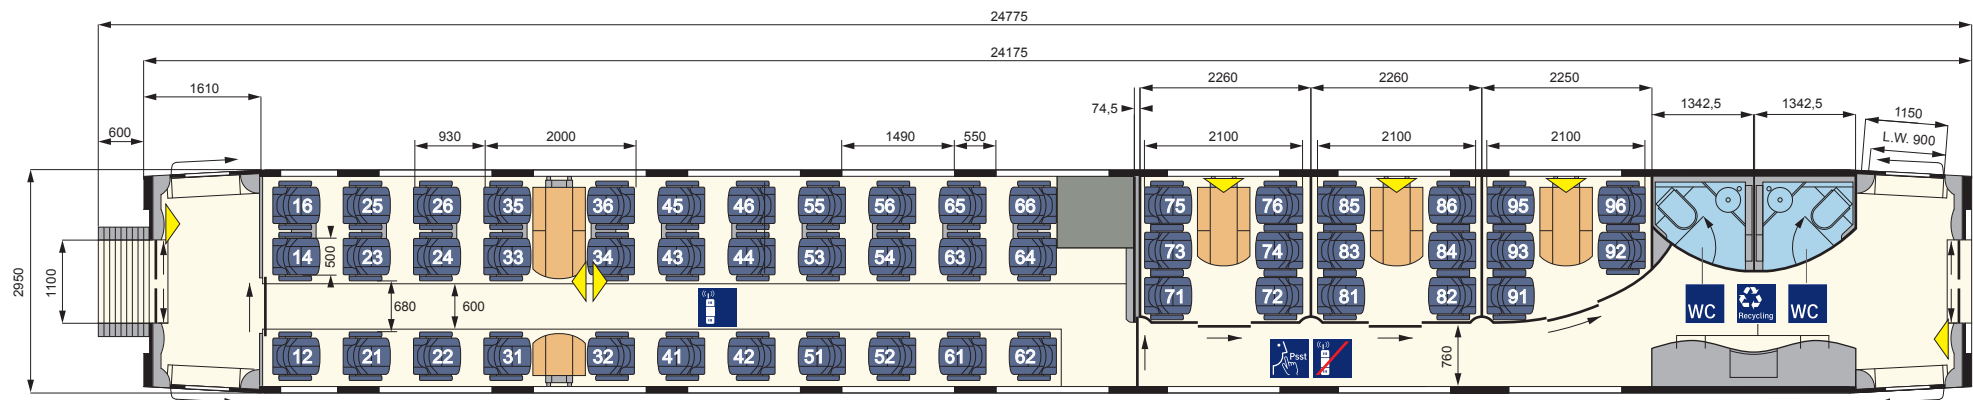 24775
24175
2260 2260 2250
1610 74,5 1342,5 1342,5 1150
600 930 2000 1490 550 2100 2100 2100 L.W. 900
16 25 26 35 36 45 46 55 56 65 66 75 76 85 86 95 96
14 23 24 33 34 43 44 53 54 63 64 73 74 83 84 93 92
500
2950 1100 680 600 71 72 81 82 91
WC Recycling WC
12 21 22 31 32 41 42 51 52 61 62 Psst 760